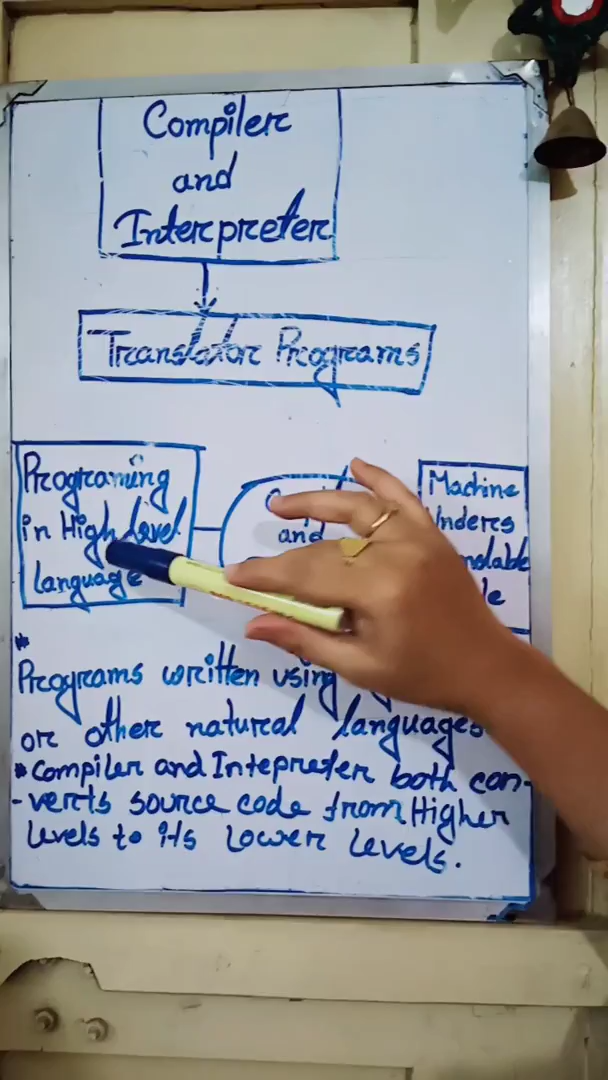 Compiler
and
Interpreter
Translator Programs
Programing
in High Level
language
and
Machine
Programs written using
or other natural languages
* Compiler and Intepreter both con-
- verts source code from Higher
levels to its Lower Levels.